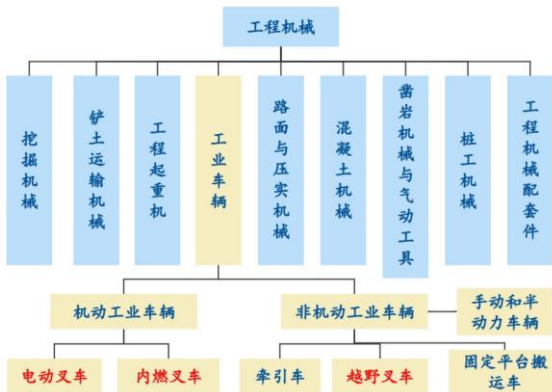 工程机械
挖掘机械
铲土运输机械
工程起重机
工业车辆
路面与压实机械
混凝土机械
凿岩机械与气动工具
桩工机械
工程机械配套件
机动工业车辆
非机动工业车辆
手动和半
动力车辆
电动叉车
内燃叉车
牵引车
越野叉车
固定平台搬
运车